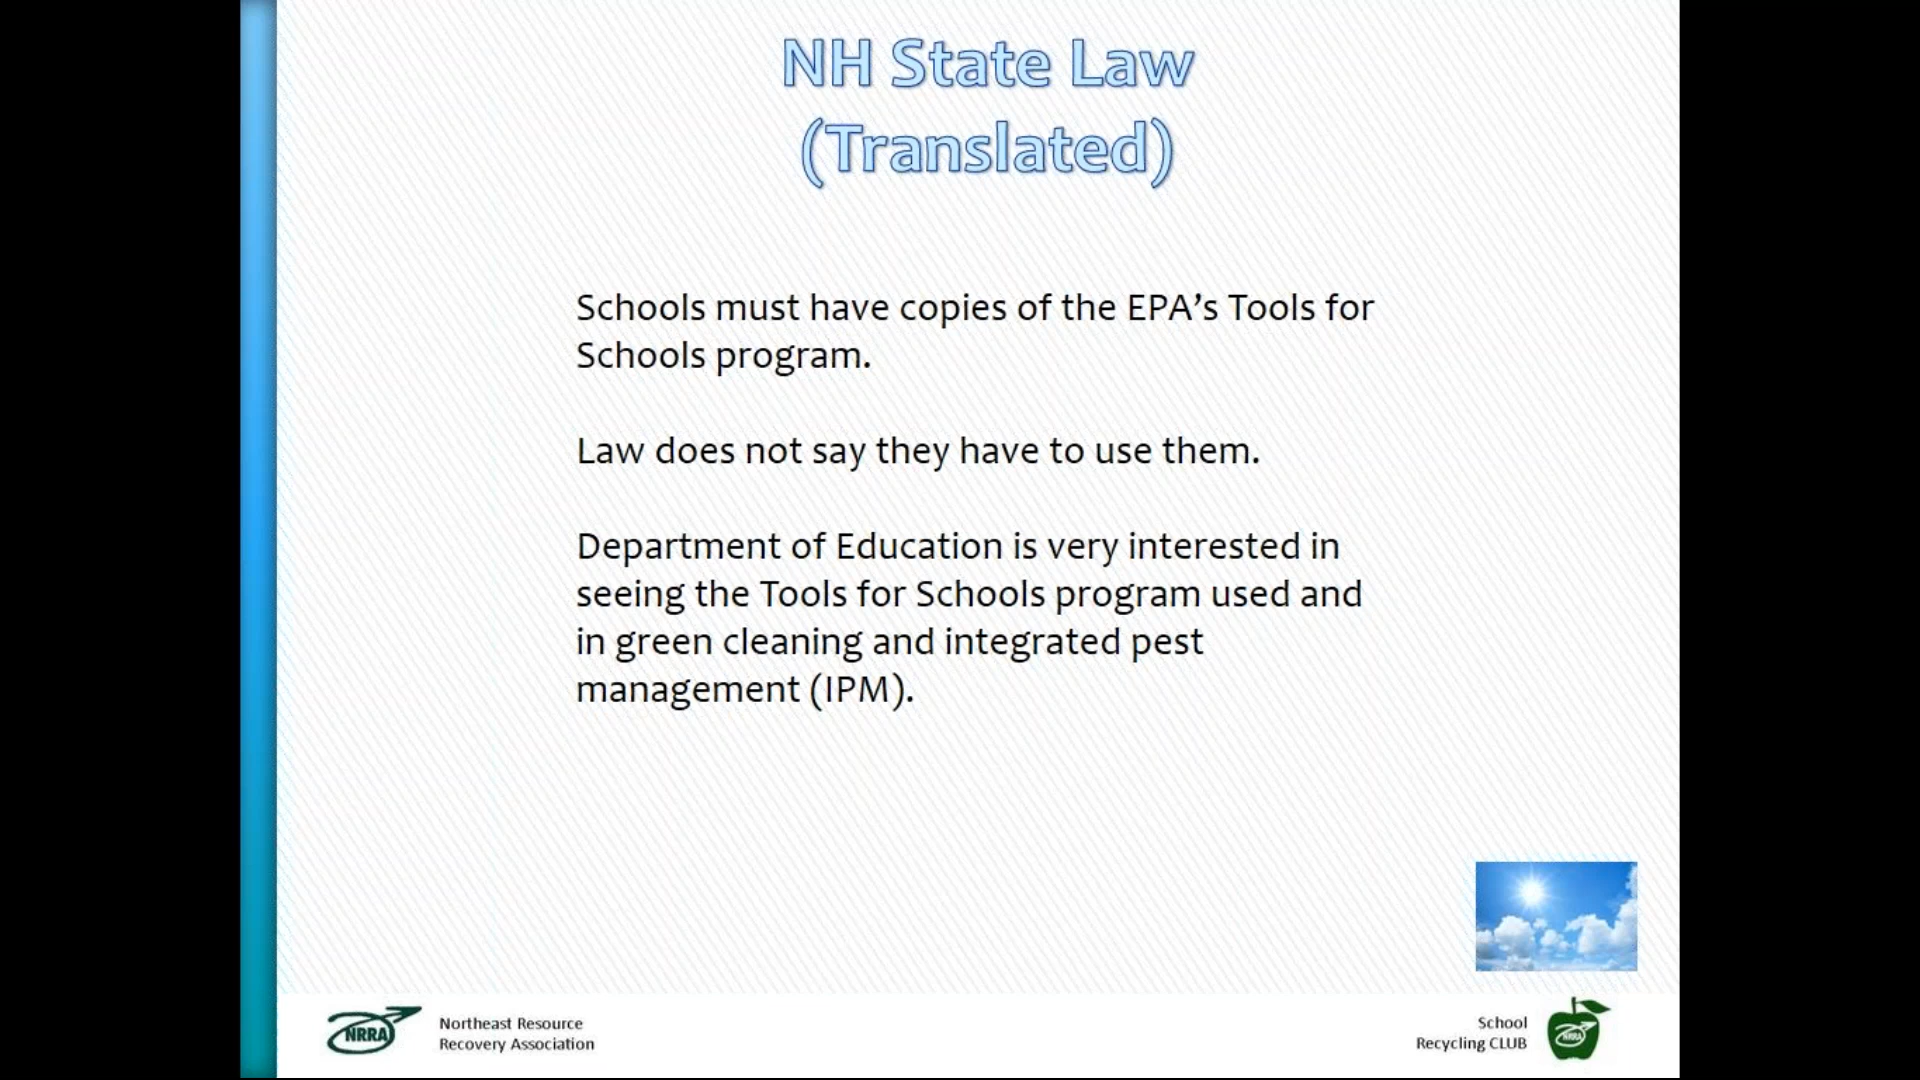 NH State Law
(Translated)
Schools must have copies of the EPA’s Tools for
Schools program.
Law does not say they have to use them.
Department of Education is very interested in
seeing the Tools for Schools program used and
in green cleaning and integrated pest
management (IPM).
NRRA
Northeast Resource
Recovery Association
School
Recycling CLUB
NRRA